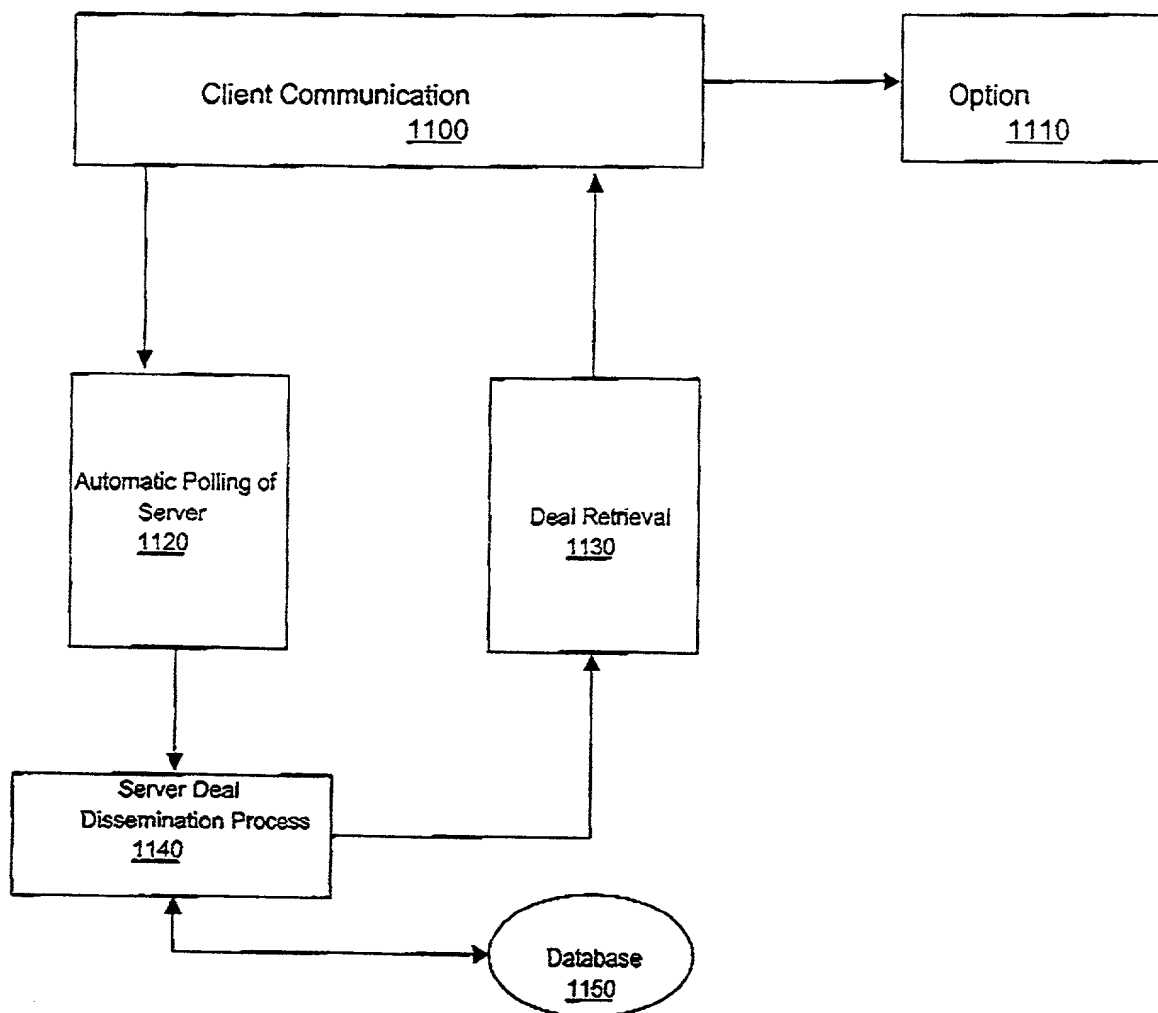 Client Communication
1100
Option
1110
Automatic Polling of
Server
1120
Deal Retrieval
1130
Server Deal
Dissemination Process
1140
Database
1150